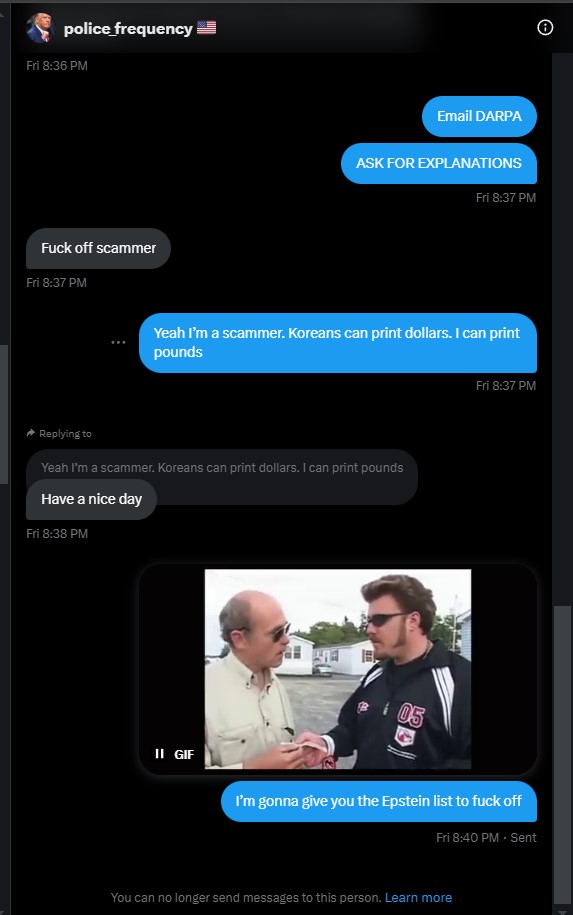 police_frequency 🇺🇸
Fri 8:36 PM
Email DARPA
ASK FOR EXPLANATIONS
Fri 8:37 PM
Fuck off scammer
Fri 8:37 PM
Yeah I’m a scammer. Koreans can print dollars. I can print
pounds
Fri 8:37 PM
Replying to
Yeah I’m a scammer. Koreans can print dollars. I can print pounds
Have a nice day
Fri 8:38 PM
05
GIF
I’m gonna give you the Epstein list to fuck off
Fri 8:40 PM · Sent
You can no longer send messages to this person. Learn more